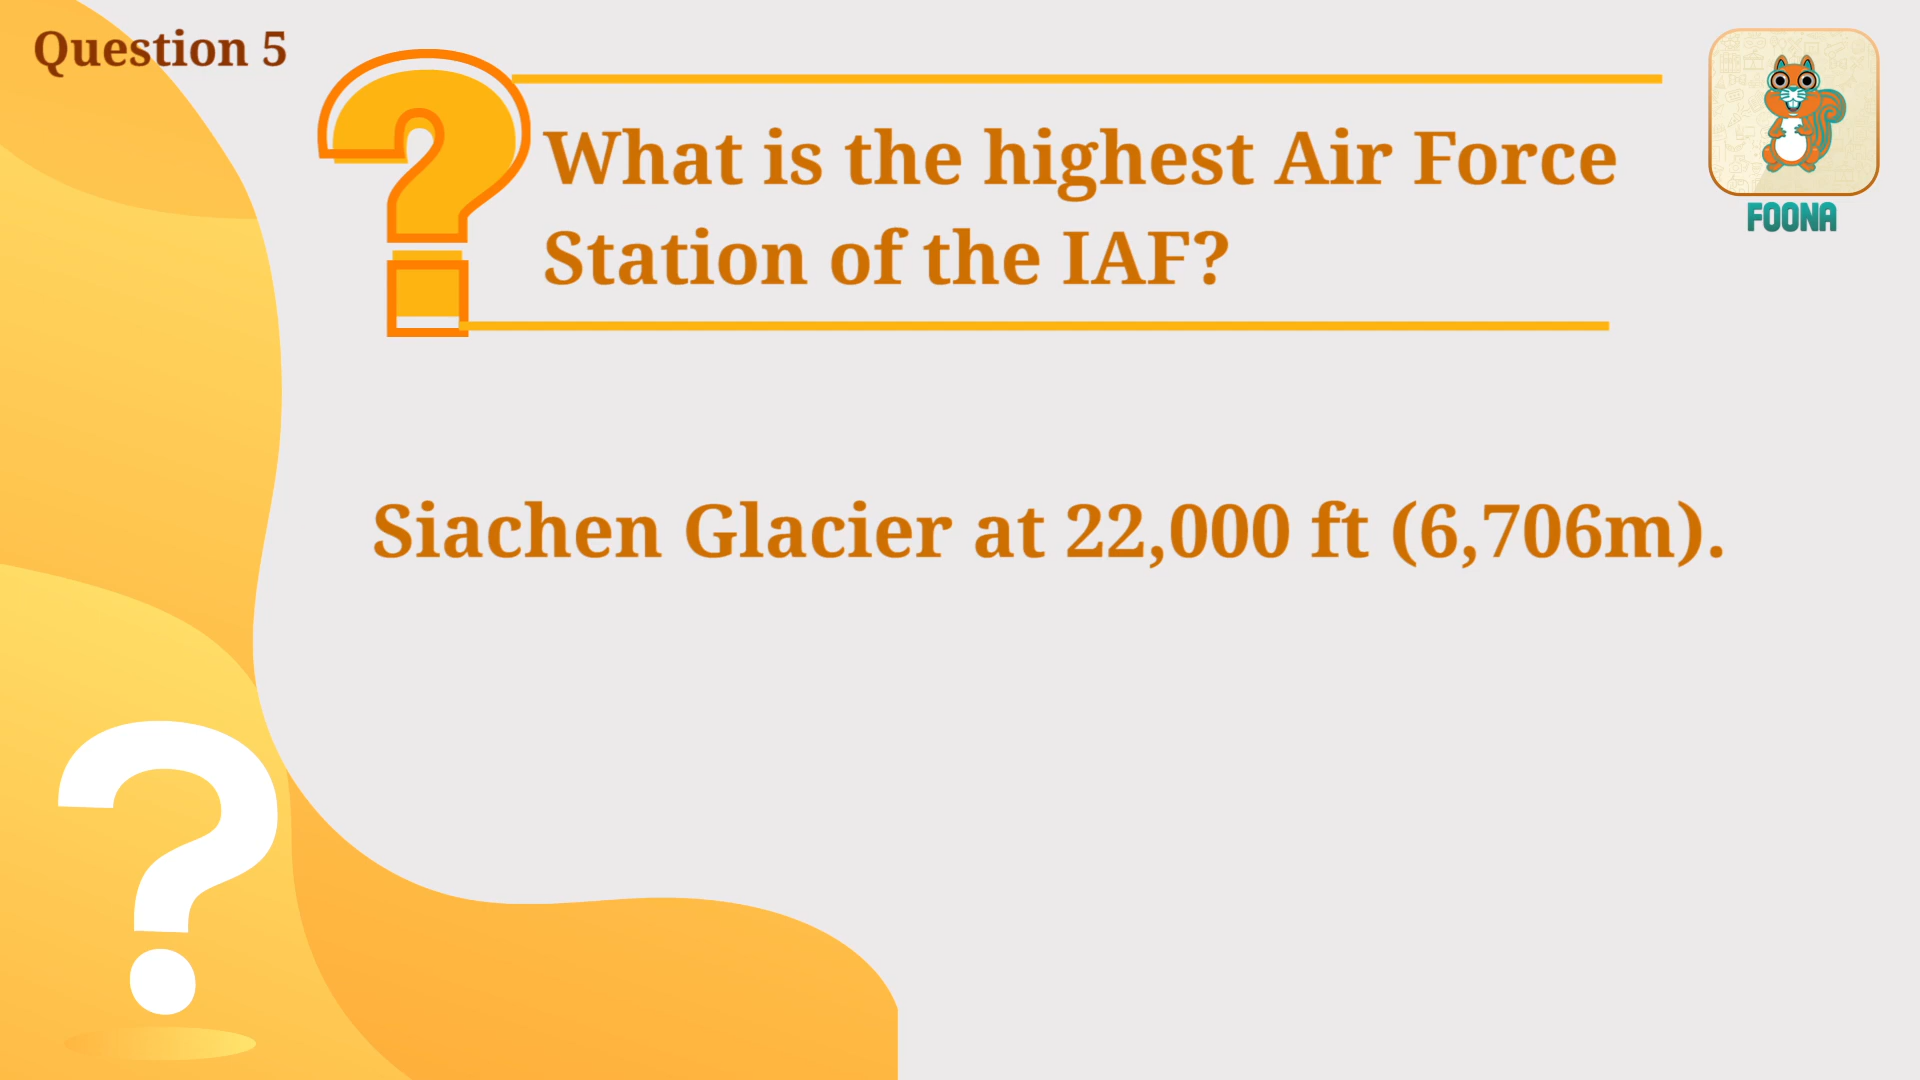 Question 5
What is the highest Air Force
Station of the IAF?
FOONA
Siachen Glacier at 22,000 ft (6,706m).